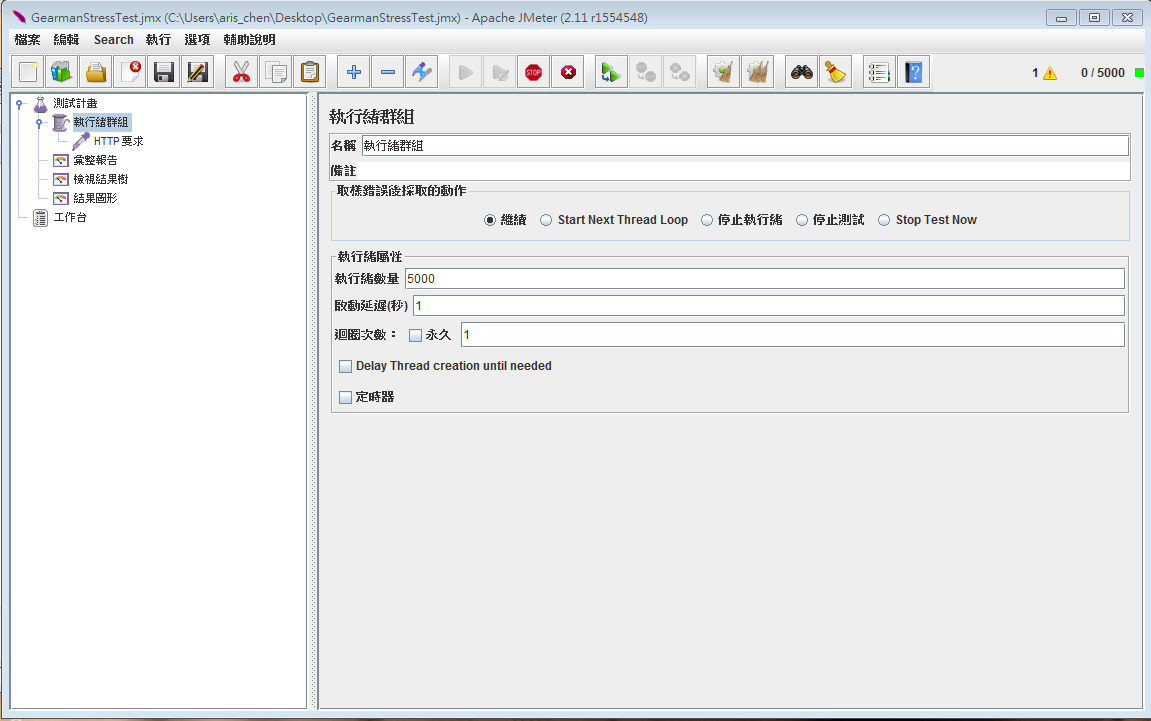 GearmanStressTest.jmx (C:\Users\aris_chen\Desktop\GearmanStressTest.jmx) - Apache JMeter (2.11 r1554548)
檔案 編輯 Search 執行 選項 輔助說明
STOP 1 0 / 5000
測試計畫
執行緒群組
HTTP 要求
彙整報告
檢視結果樹
結果圖形
工作台
執行緒群組
名稱 執行緒群組
備註
取樣錯誤後採取的動作
繼續 Start Next Thread Loop 停止執行緒 停止測試 Stop Test Now
執行緒屬性
執行緒數量 5000
啟動延遲(秒) 1
迴圈次數： 永久 1
Delay Thread creation until needed
定時器